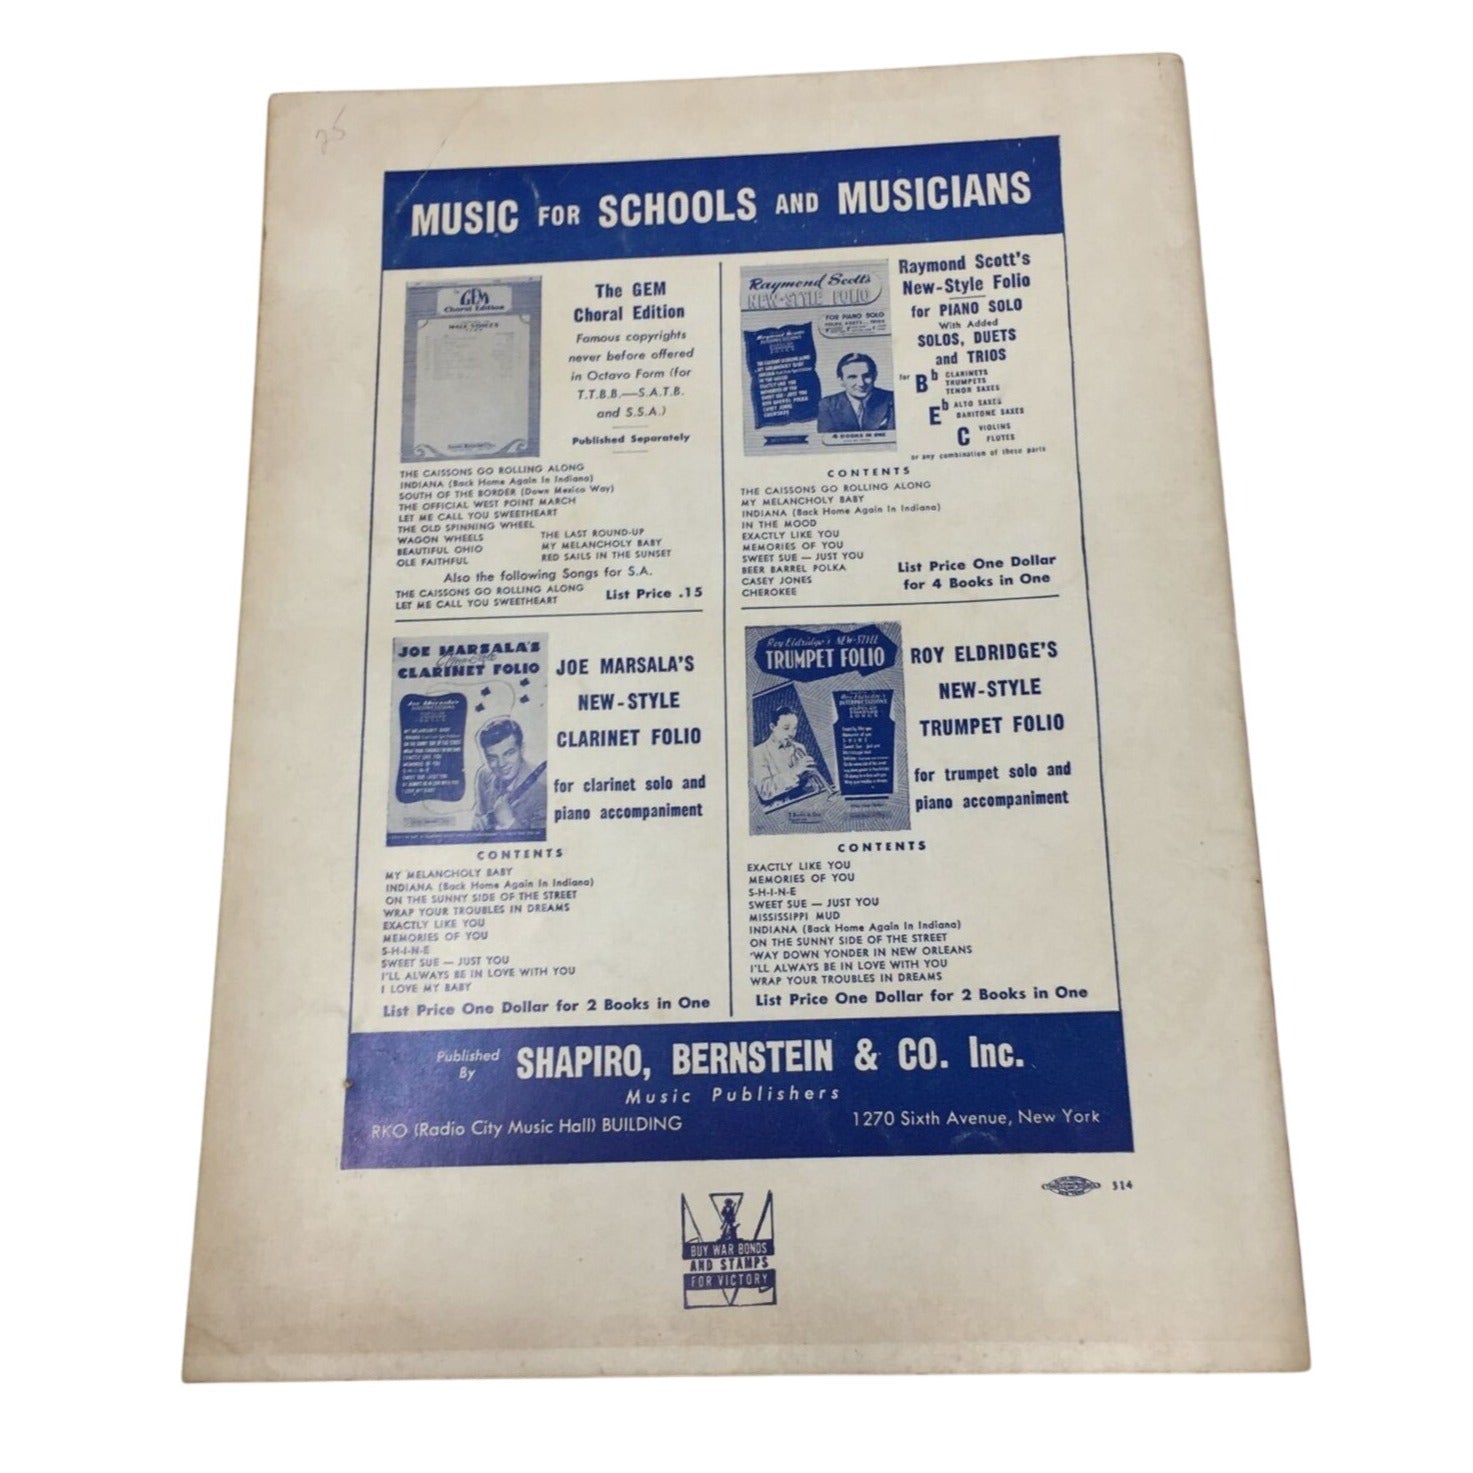 25
MUSIC FOR SCHOOLS AND MUSICIANS
GEM
Choral Edition
MALE VOICES
The GEM
Choral Edition
Famous copyrights
never before offered
in Octavo Form (for
T.T.B.B.—S.A.T.B.
and S.S.A.)
Published Separately
THE CAISSONS GO ROLLING ALONG
INDIANA (Back Home Again in Indiana)
SOUTH OF THE BORDER (Down Mexico Way)
THE OFFICIAL WEST POINT MARCH
LET ME CALL YOU SWEETHEART
THE OLD SPINNING WHEEL
WAGON WHEELS
BEAUTIFUL OHIO
OLE FAITHFUL
THE LAST ROUND-UP
MY MELANCHOLY BABY
RED SAILS IN THE SUNSET
Also the following Songs for S.A.
THE CAISSONS GO ROLLING ALONG
LET ME CALL YOU SWEETHEART
List Price .15
Raymond Scott's
NEW-STYLE FOLIO
FOR PIANO SOLO
4 BOOKS IN ONE
Raymond Scott's
New-Style Folio
for PIANO SOLO
With Added
SOLOS, DUETS
and TRIOS
for Bb CLARINETS
TRUMPETS
TENOR SAXES
Eb ALTO SAXES
BARITONE SAXES
C VIOLINS
FLUTES
or any combination of these parts
CONTENTS
THE CAISSONS GO ROLLING ALONG
MY MELANCHOLY BABY
INDIANA (Back Home Again in Indiana)
IN THE MOOD
EXACTLY LIKE YOU
MEMORIES OF YOU
SWEET SUE — JUST YOU
BEER BARREL POLKA
CASEY JONES
CHEROKEE
List Price One Dollar
for 4 Books in One
JOE MARSALA'S
CLARINET FOLIO
JOE MARSALA'S
NEW-STYLE
CLARINET FOLIO
for clarinet solo and
piano accompaniment
CONTENTS
MY MELANCHOLY BABY
INDIANA (Back Home Again In Indiana)
ON THE SUNNY SIDE OF THE STREET
WRAP YOUR TROUBLES IN DREAMS
EXACTLY LIKE YOU
MEMORIES OF YOU
S-H-I-N-E
SWEET SUE — JUST YOU
I'LL ALWAYS BE IN LOVE WITH YOU
I LOVE MY BABY
List Price One Dollar for 2 Books in One
Roy Eldridge's NEW-STYLE
TRUMPET FOLIO
ROY ELDRIDGE'S
NEW-STYLE
TRUMPET FOLIO
for trumpet solo and
piano accompaniment
CONTENTS
EXACTLY LIKE YOU
MEMORIES OF YOU
S-H-I-N-E
SWEET SUE — JUST YOU
MISSISSIPPI MUD
INDIANA (Back Home Again in Indiana)
ON THE SUNNY SIDE OF THE STREET
'WAY DOWN YONDER IN NEW ORLEANS
I'LL ALWAYS BE IN LOVE WITH YOU
WRAP YOUR TROUBLES IN DREAMS
List Price One Dollar for 2 Books in One
Published
By
SHAPIRO, BERNSTEIN & CO. Inc.
Music Publishers
RKO (Radio City Music Hall) BUILDING
1270 Sixth Avenue, New York
314
BUY WAR BONDS
AND STAMPS
FOR VICTORY